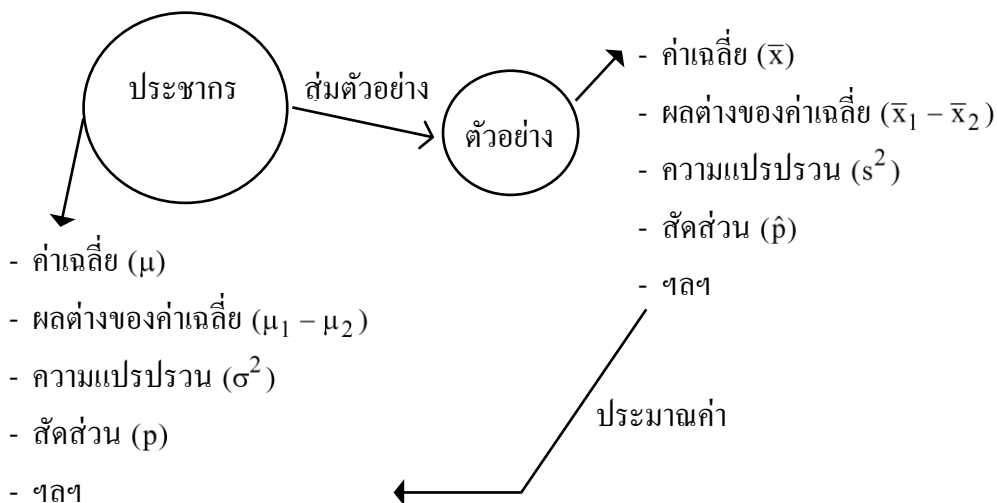 ประชากร
สุ่มตัวอย่าง
ตัวอย่าง
- ค่าเฉลี่ย (x̅)
- ผลต่างของค่าเฉลี่ย (x̅₁ – x̅₂)
- ความแปรปรวน (s²)
- สัดส่วน (p̂)
- ฯลฯ
- ค่าเฉลี่ย (μ)
- ผลต่างของค่าเฉลี่ย (μ₁ – μ₂)
- ความแปรปรวน (σ²)
- สัดส่วน (p)
- ฯลฯ
ประมาณค่า